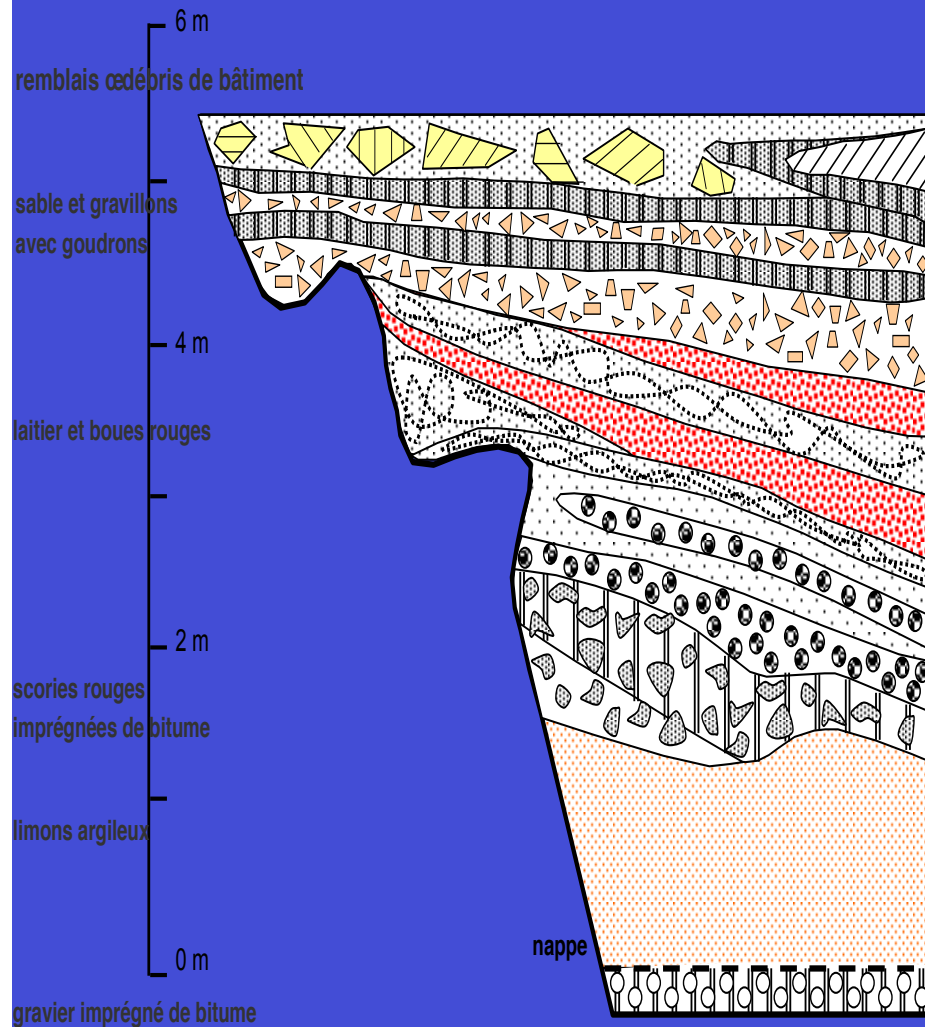 6 m
remblais œdébris de bâtiment
sable et gravillons
avec goudrons
4 m
laitier et boues rouges
2 m
scories rouges
imprégnées de bitume
limons argileux
nappe
0 m
gravier imprégné de bitume